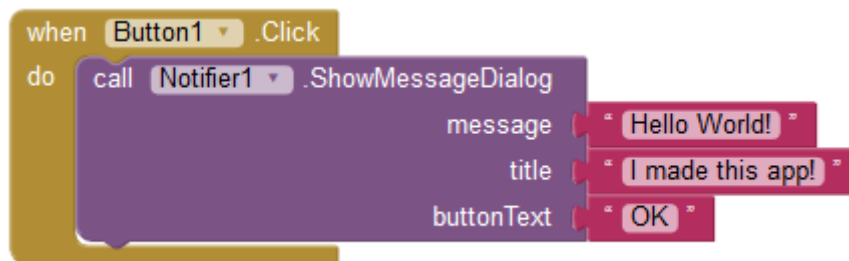 when Button1 .Click
do call Notifier1 .ShowMessageDialog
message " Hello World! "
title " I made this app! "
buttonText " OK "